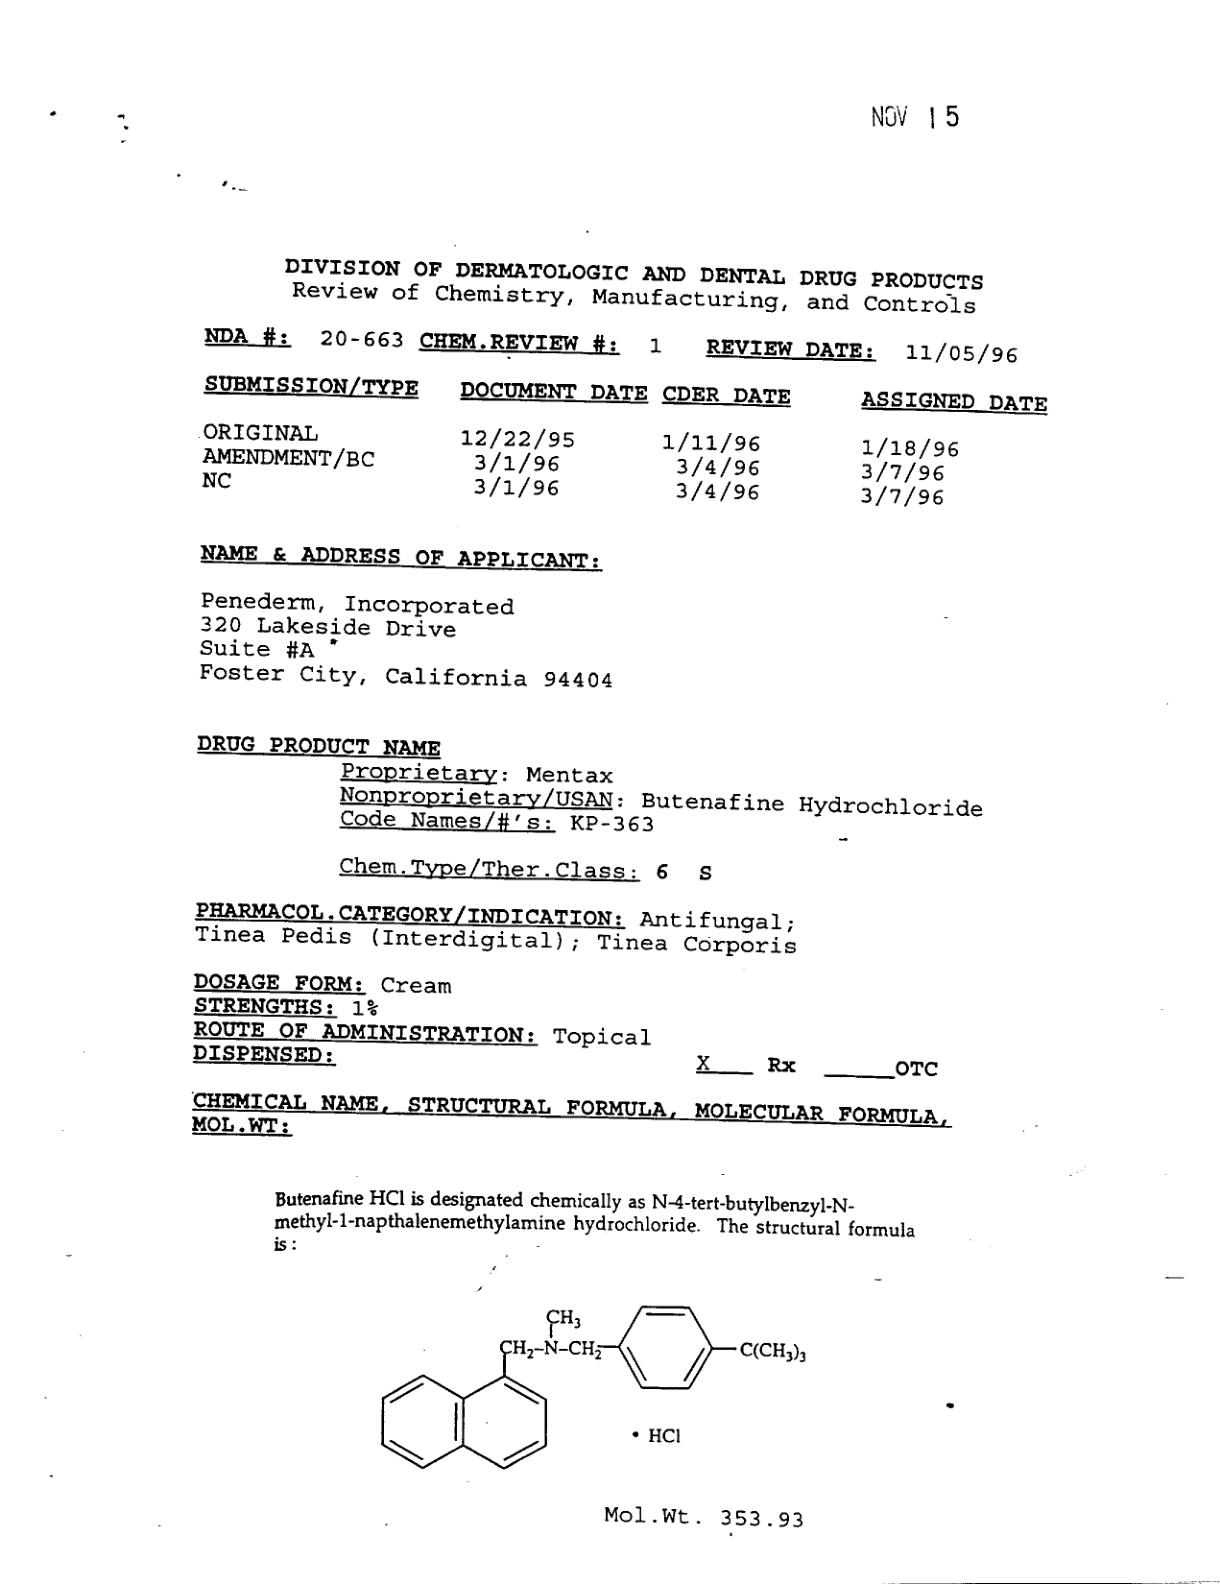 NOV 15
DIVISION OF DERMATOLOGIC AND DENTAL DRUG PRODUCTS
Review of Chemistry, Manufacturing, and Controls
NDA #: 20-663 CHEM.REVIEW #: 1 REVIEW DATE: 11/05/96
SUBMISSION/TYPE DOCUMENT DATE CDER DATE ASSIGNED DATE
ORIGINAL 12/22/95 1/11/96 1/18/96
AMENDMENT/BC 3/1/96 3/4/96 3/7/96
NC 3/1/96 3/4/96 3/7/96
NAME & ADDRESS OF APPLICANT:
Penederm, Incorporated
320 Lakeside Drive
Suite #A
Foster City, California 94404
DRUG PRODUCT NAME
Proprietary: Mentax
Nonproprietary/USAN: Butenafine Hydrochloride
Code Names/#'s: KP-363
Chem.Type/Ther.Class: 6 S
PHARMACOL.CATEGORY/INDICATION: Antifungal;
Tinea Pedis (Interdigital); Tinea Corporis
DOSAGE FORM: Cream
STRENGTHS: 1%
ROUTE OF ADMINISTRATION: Topical
DISPENSED: X___ Rx _____OTC
CHEMICAL NAME, STRUCTURAL FORMULA, MOLECULAR FORMULA,
MOL.WT:
Butenafine HCl is designated chemically as N-4-tert-butylbenzyl-N-
methyl-1-napthalenemethylamine hydrochloride. The structural formula
is :
CH₃
CH₂–N–CH₂ C(CH₃)₃
• HCl
Mol.Wt. 353.93